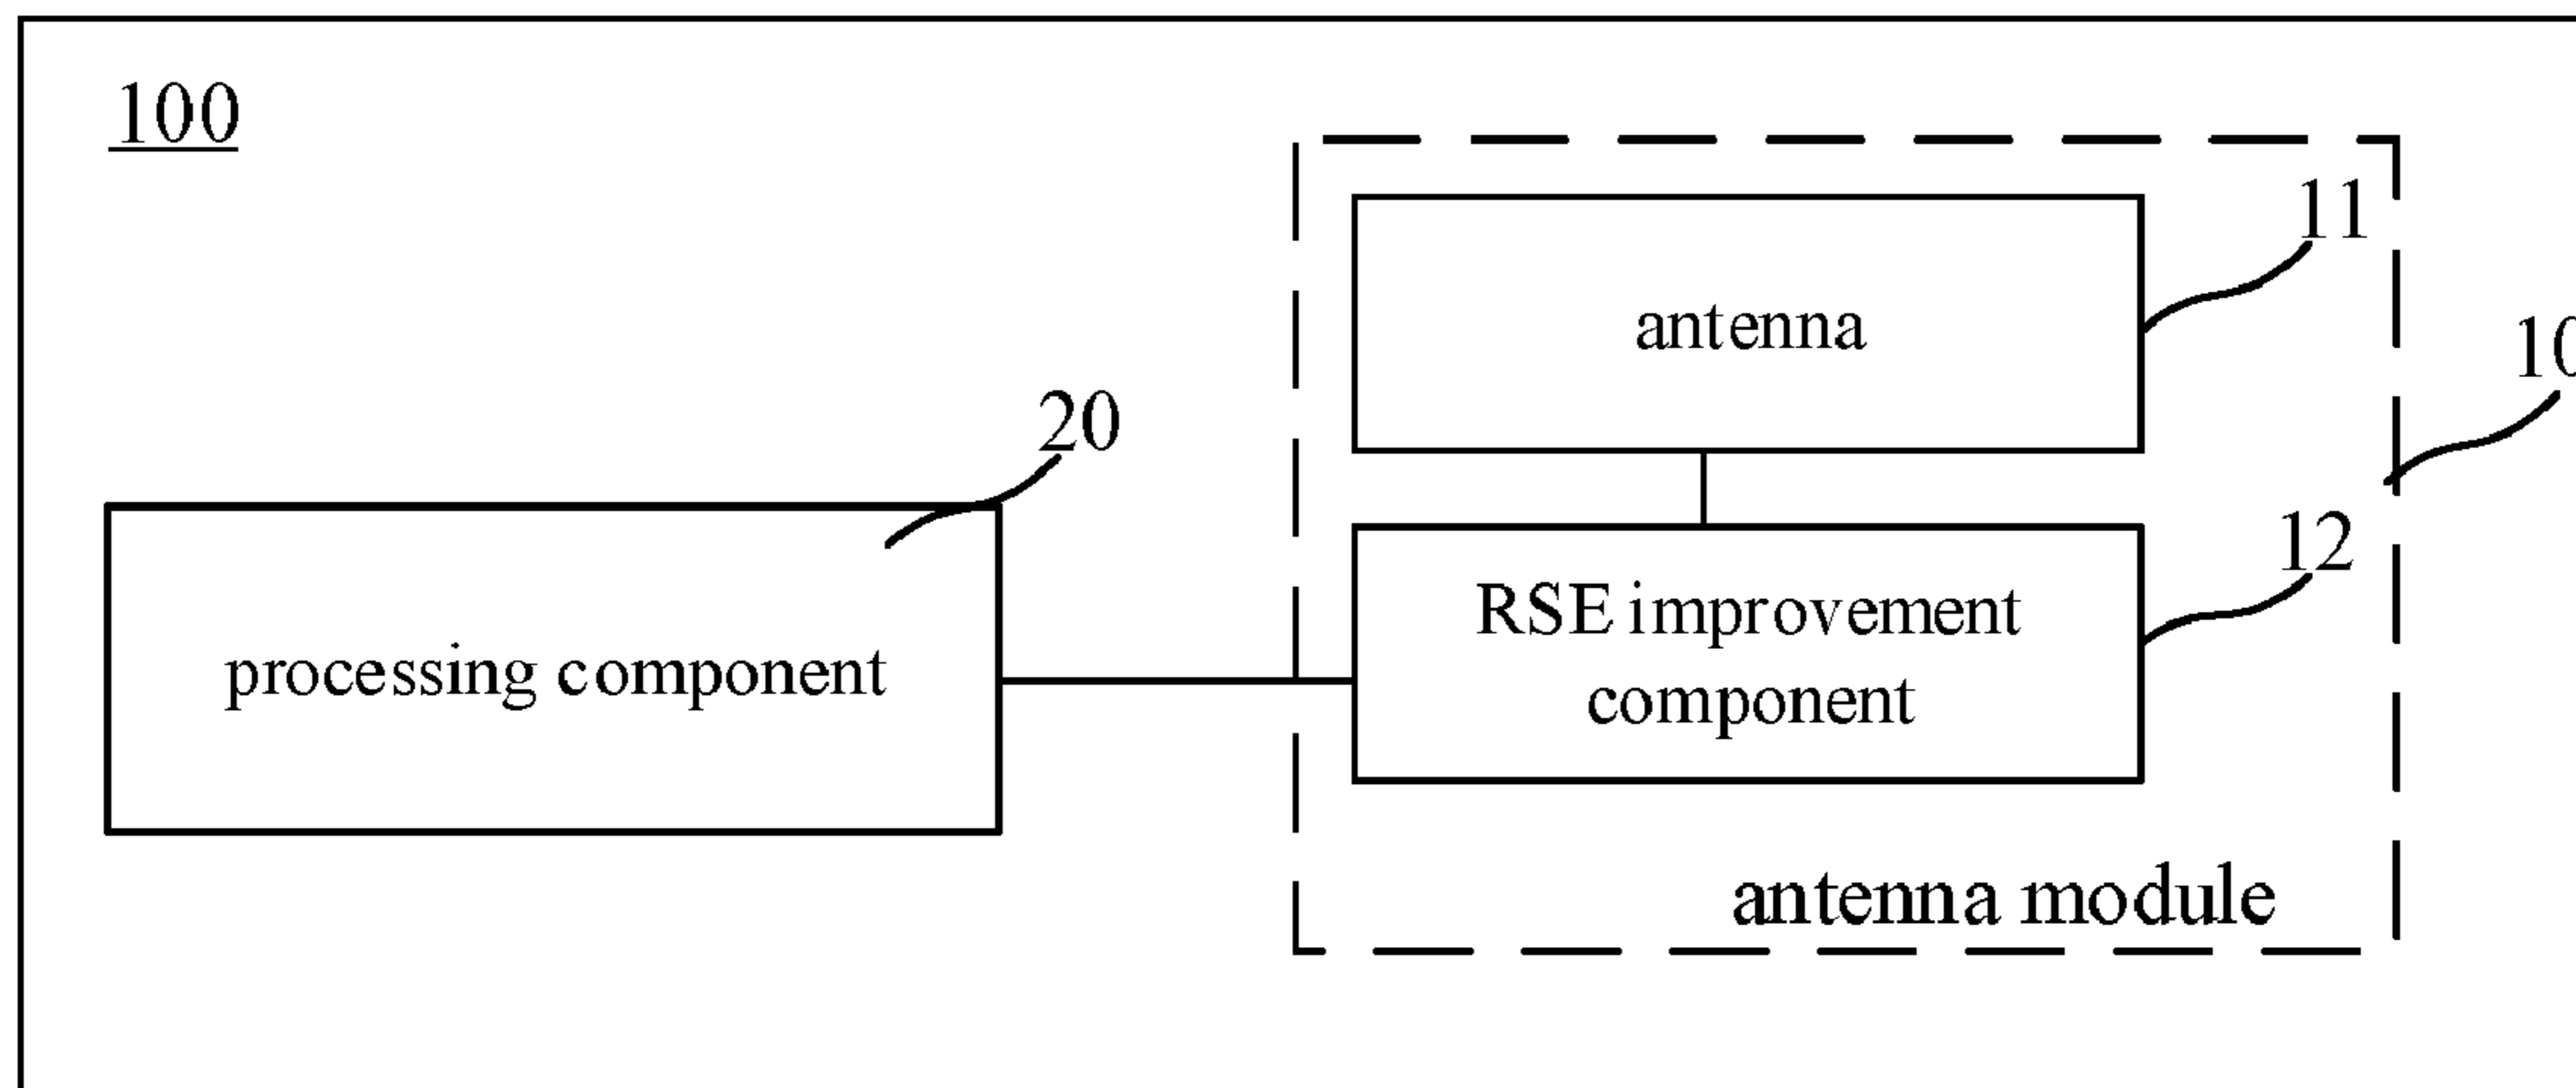 100
11
antenna
10
20
12
RSE improvement
component
processing component
antenna module